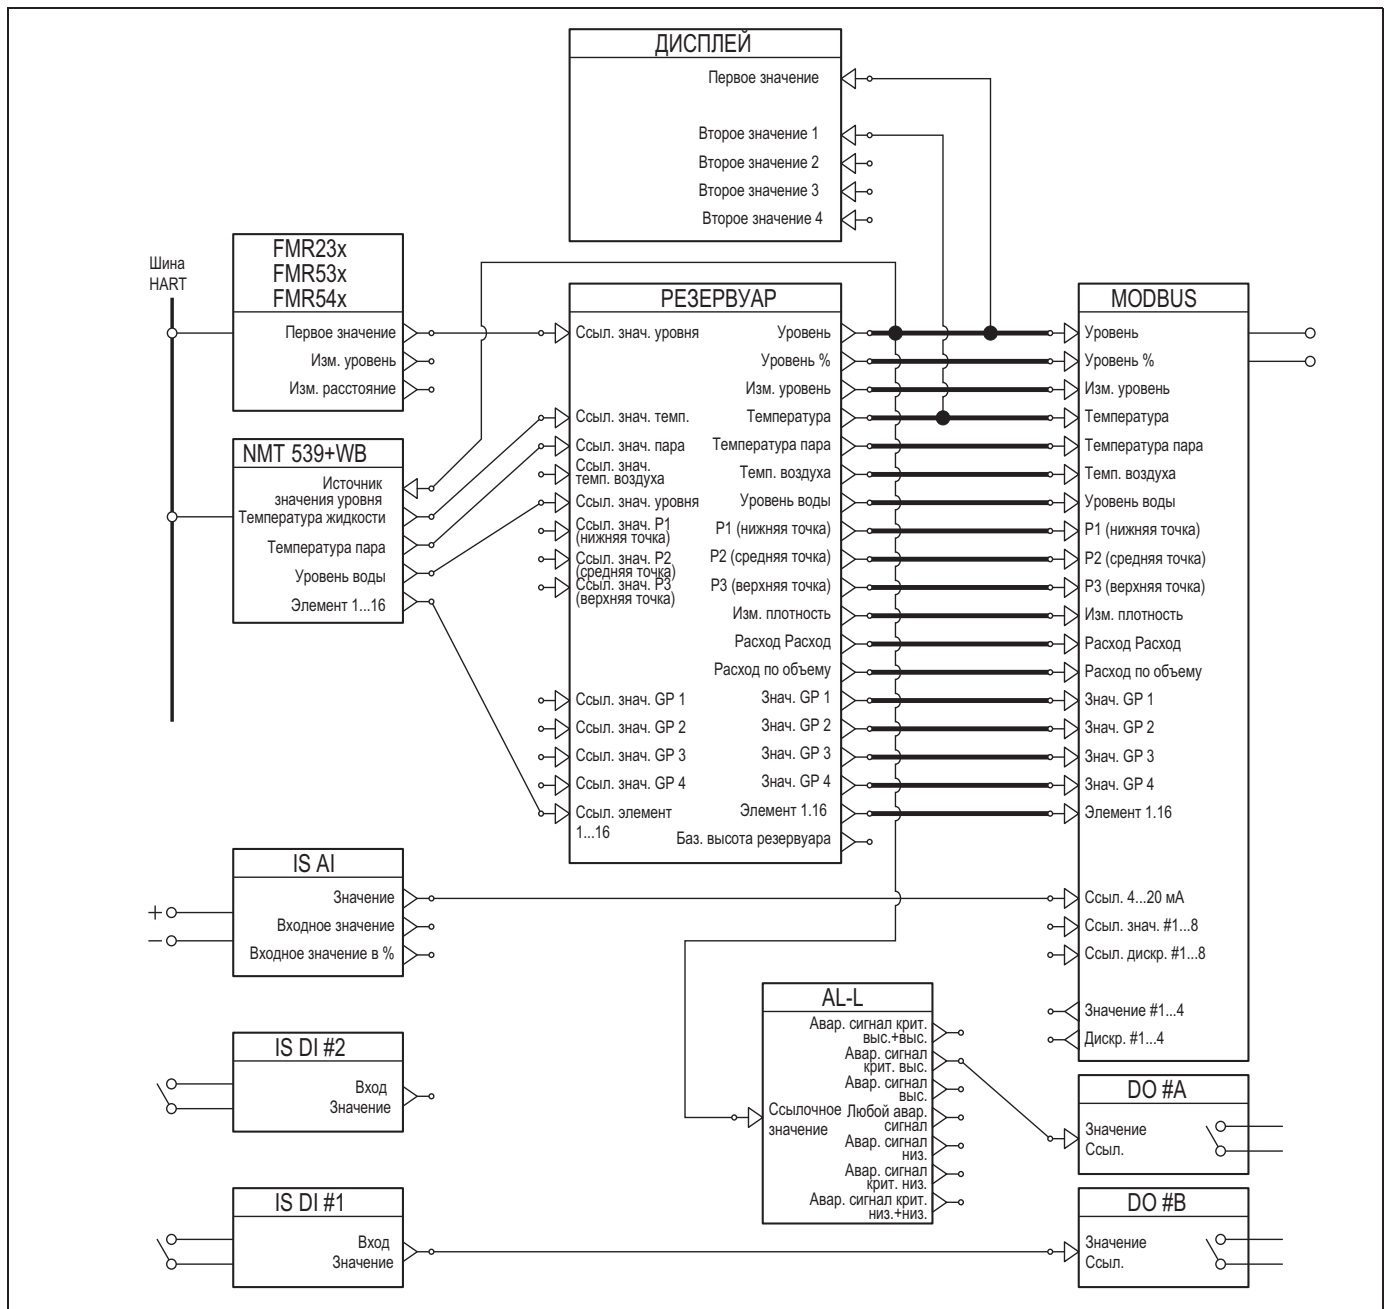 ДИСПЛЕЙ
Первое значение
Второе значение 1
Второе значение 2
Второе значение 3
Второе значение 4
Шина
HART
FMR23x
FMR53x
FMR54x
Первое значение
Изм. уровень
Изм. расстояние
NMT 539+WB
Источник
значения уровня
Температура жидкости
Температура пара
Уровень воды
Элемент 1...16
РЕЗЕРВУАР
Ссыл. знач. уровня
Ссыл. знач. темп.
Ссыл. знач. пара
Ссыл. знач.
темп. воздуха
Ссыл. знач. уровня
Ссыл. знач. P1
(нижняя точка)
Ссыл. знач. P2
(средняя точка)
Ссыл. знач. P3
(верхняя точка)
Ссыл. знач. GP 1
Ссыл. знач. GP 2
Ссыл. знач. GP 3
Ссыл. знач. GP 4
Ссыл. элемент
1...16
Уровень
Уровень %
Изм. уровень
Температура
Температура пара
Темп. воздуха
Уровень воды
P1 (нижняя точка)
P2 (средняя точка)
P3 (верхняя точка)
Изм. плотность
Расход Расход
Расход по объему
Знач. GP 1
Знач. GP 2
Знач. GP 3
Знач. GP 4
Элемент 1.16
Баз. высота резервуара
MODBUS
Уровень
Уровень %
Изм. уровень
Температура
Температура пара
Темп. воздуха
Уровень воды
P1 (нижняя точка)
P2 (средняя точка)
P3 (верхняя точка)
Изм. плотность
Расход Расход
Расход по объему
Знач. GP 1
Знач. GP 2
Знач. GP 3
Знач. GP 4
Элемент 1.16
Ссыл. 4...20 мА
Ссыл. знач. #1...8
Ссыл. дискр. #1...8
Значение #1...4
Дискр. #1...4
IS AI
Значение
Входное значение
Входное значение в %
+
−
IS DI #2
Вход
Значение
IS DI #1
Вход
Значение
AL-L
Ссылочное
значение
Авар. сигнал крит.
выс.+выс.
Авар. сигнал
крит. выс.
Авар. сигнал
выс.
Любой авар.
сигнал
Авар. сигнал
низ.
Авар. сигнал
крит. низ.
Авар. сигнал крит.
низ.+низ.
DO #A
Значение
Ссыл.
DO #B
Значение
Ссыл.